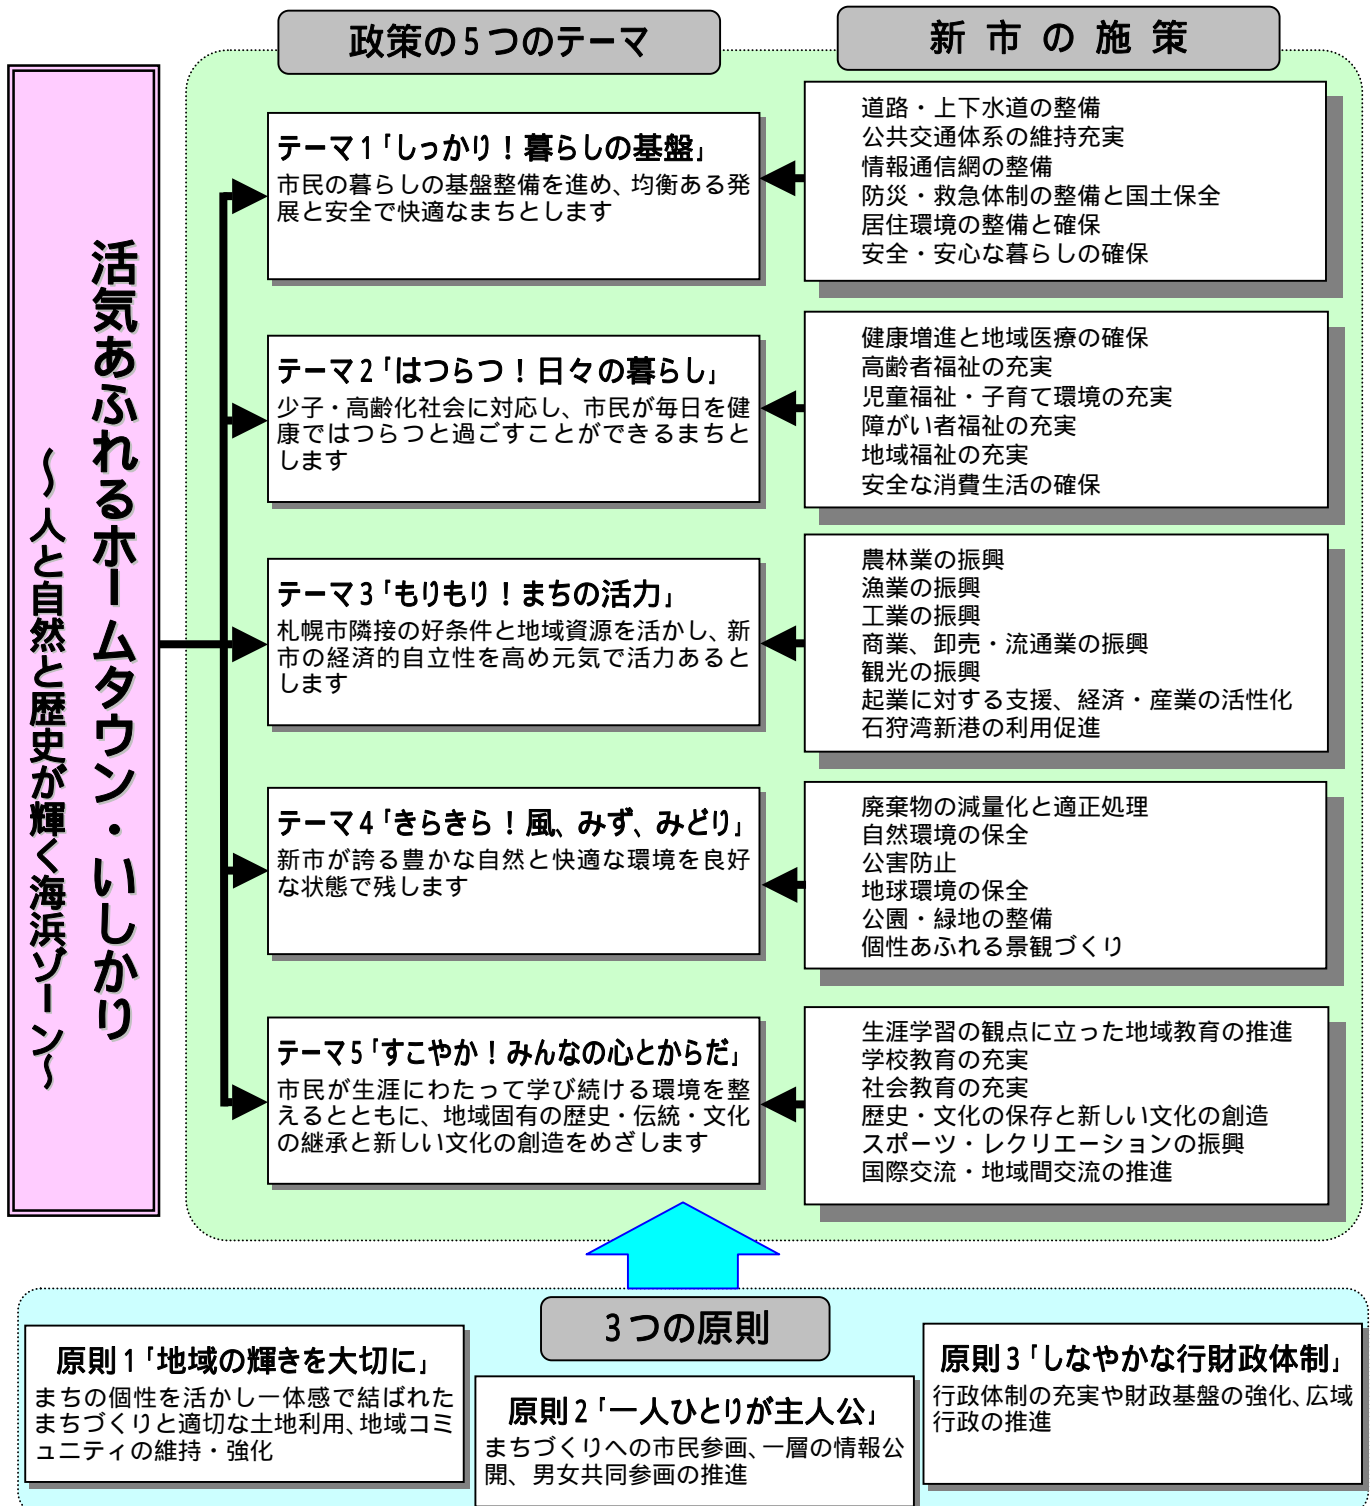 政策の5つのテーマ
新市の施策
活気あふれるホームタウン・いしかり
～人と自然と歴史が輝く海浜ゾーン～
テーマ1「しっかり！暮らしの基盤」
市民の暮らしの基盤整備を進め、均衡ある発
展と安全で快適なまちとします
道路・上下水道の整備
公共交通体系の維持充実
情報通信網の整備
防災・救急体制の整備と国土保全
居住環境の整備と確保
安全・安心な暮らしの確保
テーマ2「はつらつ！日々の暮らし」
少子・高齢化社会に対応し、市民が毎日を健
康ではつらつと過ごすことができるまちと
します
健康増進と地域医療の確保
高齢者福祉の充実
児童福祉・子育て環境の充実
障がい者福祉の充実
地域福祉の充実
安全な消費生活の確保
テーマ3「もりもり！まちの活力」
札幌市隣接の好条件と地域資源を活かし、新
市の経済的自立性を高め元気で活力あると
します
農林業の振興
漁業の振興
工業の振興
商業、卸売・流通業の振興
観光の振興
起業に対する支援、経済・産業の活性化
石狩湾新港の利用促進
テーマ4「きらきら！風、みず、みどり」
新市が誇る豊かな自然と快適な環境を良好
な状態で残します
廃棄物の減量化と適正処理
自然環境の保全
公害防止
地球環境の保全
公園・緑地の整備
個性あふれる景観づくり
テーマ5「すこやか！みんなの心とからだ」
市民が生涯にわたって学び続ける環境を整
えるとともに、地域固有の歴史・伝統・文化
の継承と新しい文化の創造をめざします
生涯学習の観点に立った地域教育の推進
学校教育の充実
社会教育の充実
歴史・文化の保存と新しい文化の創造
スポーツ・レクリエーションの振興
国際交流・地域間交流の推進
3つの原則
原則1「地域の輝きを大切に」
まちの個性を活かし一体感で結ばれた
まちづくりと適切な土地利用、地域コミ
ュニティの維持・強化
原則2「一人ひとりが主人公」
まちづくりへの市民参画、一層の情報公
開、男女共同参画の推進
原則3「しなやかな行財政体制」
行政体制の充実や財政基盤の強化、広域
行政の推進